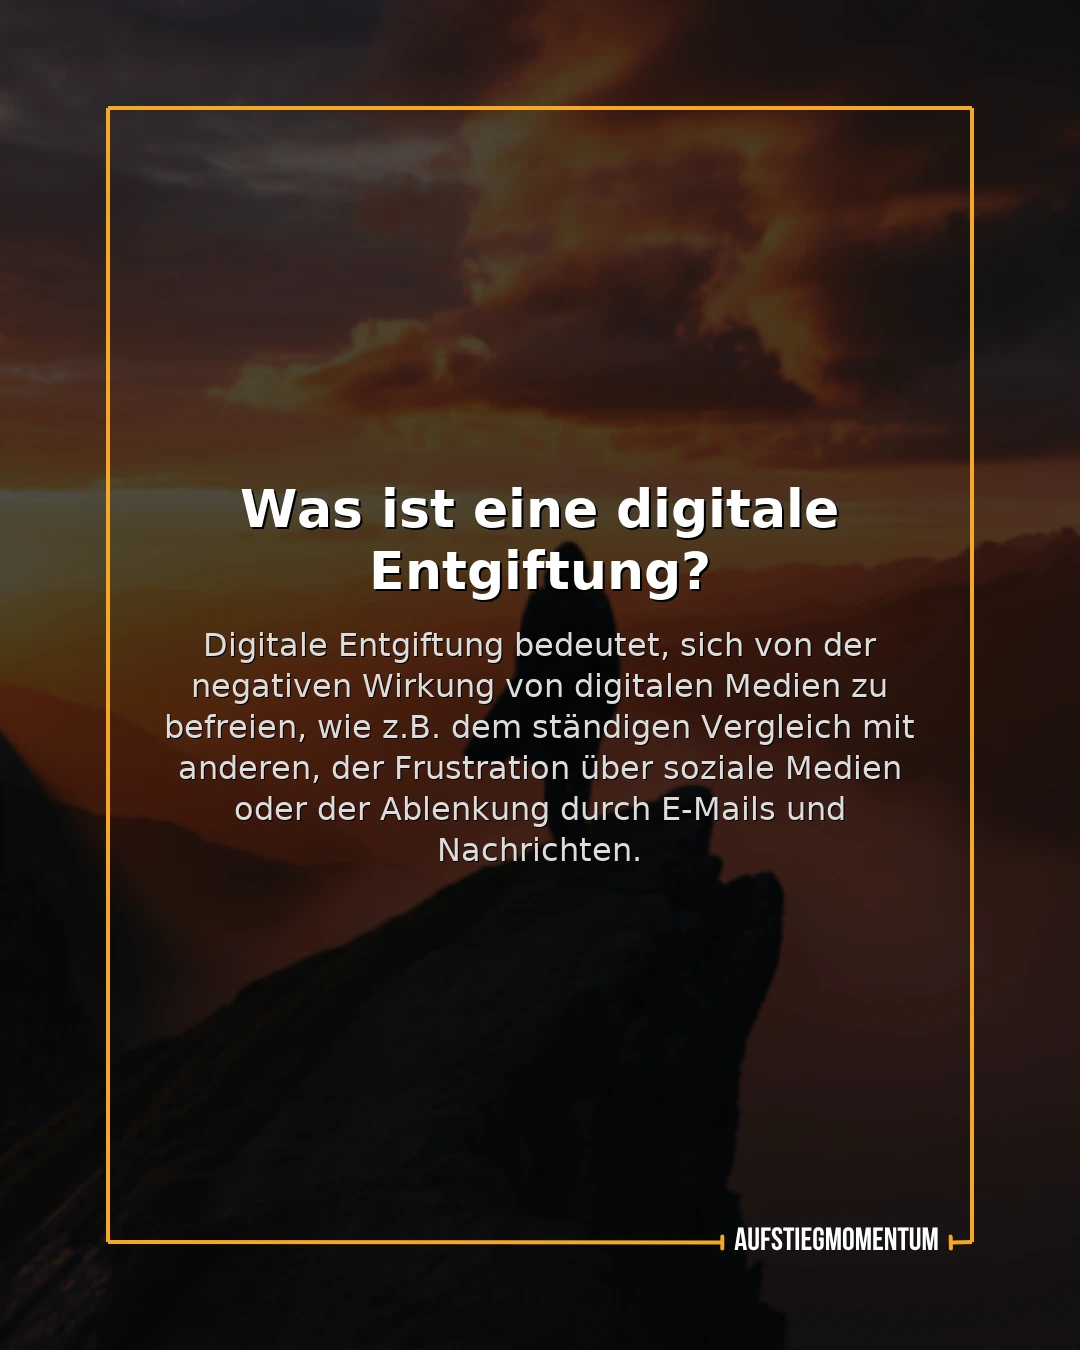 Was ist eine digitale
Entgiftung?
Digitale Entgiftung bedeutet, sich von der
negativen Wirkung von digitalen Medien zu
befreien, wie z.B. dem ständigen Vergleich mit
anderen, der Frustration über soziale Medien
oder der Ablenkung durch E-Mails und
Nachrichten.
AUFSTIEGMOMENTUM